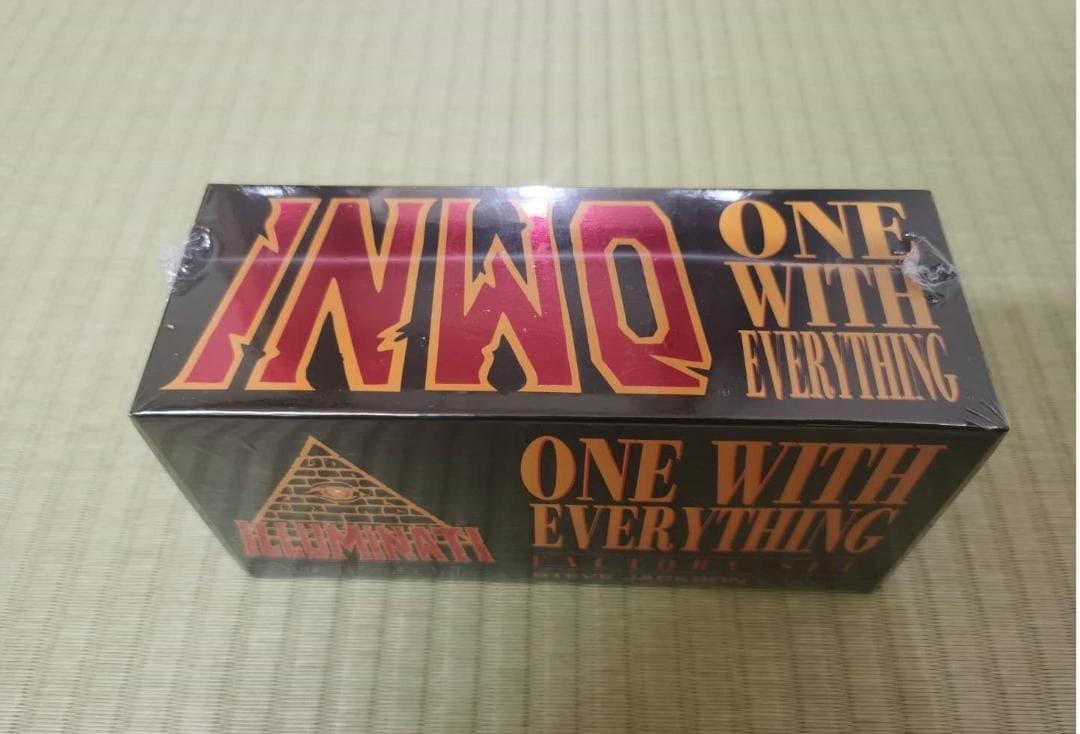 INWO
ONE
WITH
EVERYTHING
ILLUMINATI
ONE WITH
EVERYTHING
FACTORY SET
STEVE JACKSON